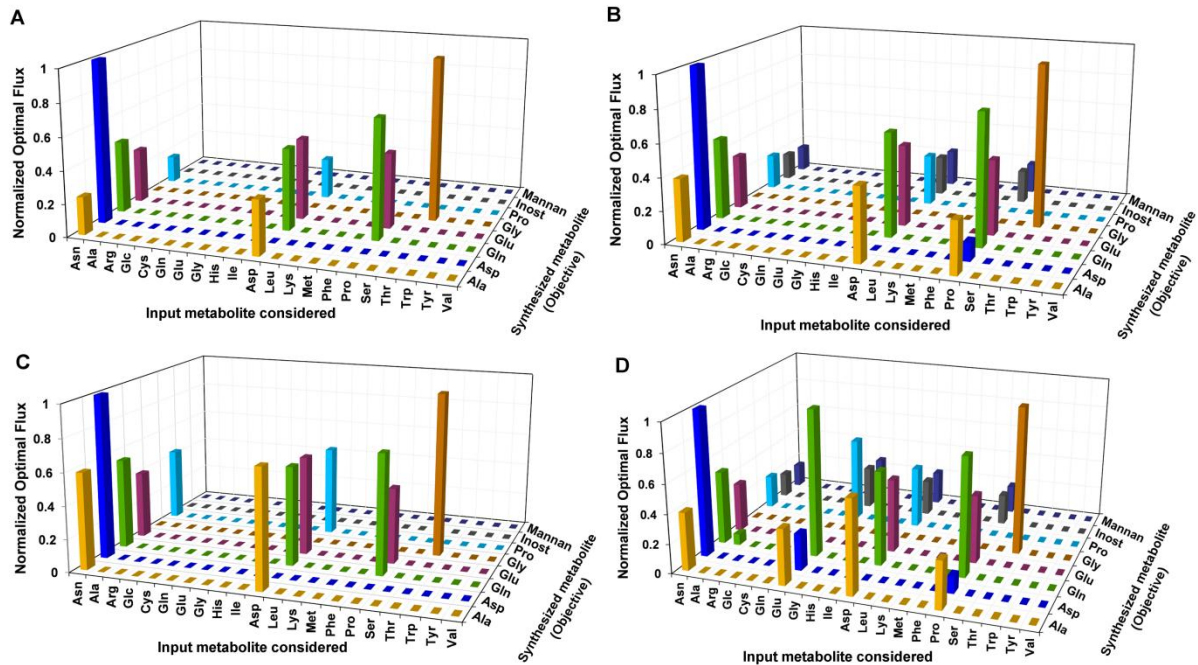 A
Normalized Optimal Flux
1
0.8
0.6
0.4
0.2
0
Asn
Ala
Arg
Glc
Cys
Gln
Glu
Gly
His
Ile
Asp
Leu
Lys
Met
Phe
Pro
Ser
Thr
Trp
Tyr
Val
Input metabolite considered
Mannan
Inost
Pro
Gly
Glu
Gln
Asp
Ala
Synthesized metabolite
(Objective)
B
Normalized Optimal Flux
1
0.8
0.6
0.4
0.2
0
Asn
Ala
Arg
Glc
Cys
Gln
Glu
Gly
His
Ile
Asp
Leu
Lys
Met
Phe
Pro
Ser
Thr
Trp
Tyr
Val
Input metabolite considered
Mannan
Inost
Pro
Gly
Glu
Gln
Asp
Ala
Synthesized metabolite
(Objective)
C
Normalized Optimal Flux
1
0.8
0.6
0.4
0.2
0
Asn
Ala
Arg
Glc
Cys
Gln
Glu
Gly
His
Ile
Asp
Leu
Lys
Met
Phe
Pro
Ser
Thr
Trp
Tyr
Val
Input metabolite considered
Mannan
Inost
Pro
Gly
Glu
Gln
Asp
Ala
Synthesized metabolite
(Objective)
D
Normalized Optimal Flux
1
0.8
0.6
0.4
0.2
0
Asn
Ala
Arg
Glc
Cys
Gln
Glu
Gly
His
Ile
Asp
Leu
Lys
Met
Phe
Pro
Ser
Thr
Trp
Tyr
Val
Input metabolite considered
Mannan
Inost
Pro
Gly
Glu
Gln
Asp
Ala
Synthesized metabolite
(Objective)